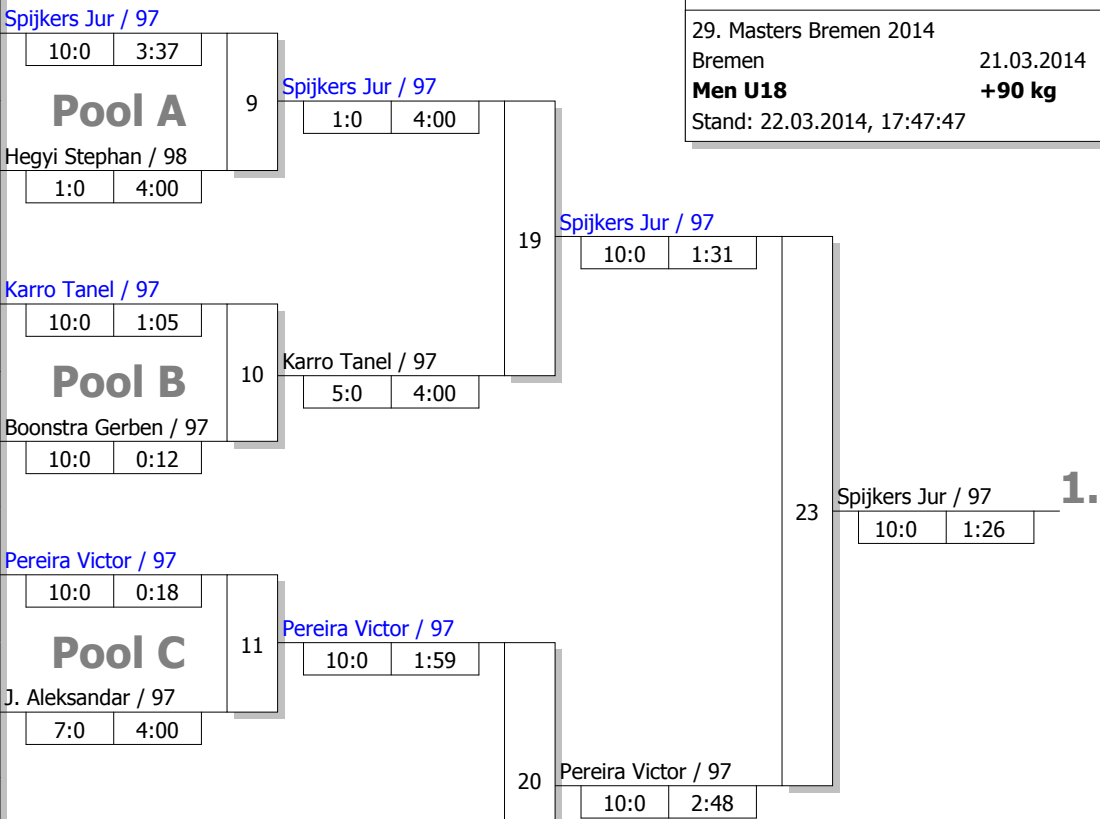 29. Masters Bremen 2014
Bremen 21.03.2014
Men U18 +90 kg
Stand: 22.03.2014, 17:47:47
Spijkers Jur / 97
10:0 3:37
Pool A
9
Hegyi Stephan / 98
1:0 4:00
Spijkers Jur / 97
1:0 4:00
Karro Tanel / 97
10:0 1:05
Pool B
10
Boonstra Gerben / 97
10:0 0:12
Karro Tanel / 97
5:0 4:00
19
Spijkers Jur / 97
10:0 1:31
Pereira Victor / 97
10:0 0:18
Pool C
11
J. Aleksandar / 97
7:0 4:00
Pereira Victor / 97
10:0 1:59
20
Pereira Victor / 97
10:0 2:48
23
Spijkers Jur / 97
10:0 1:26
1.